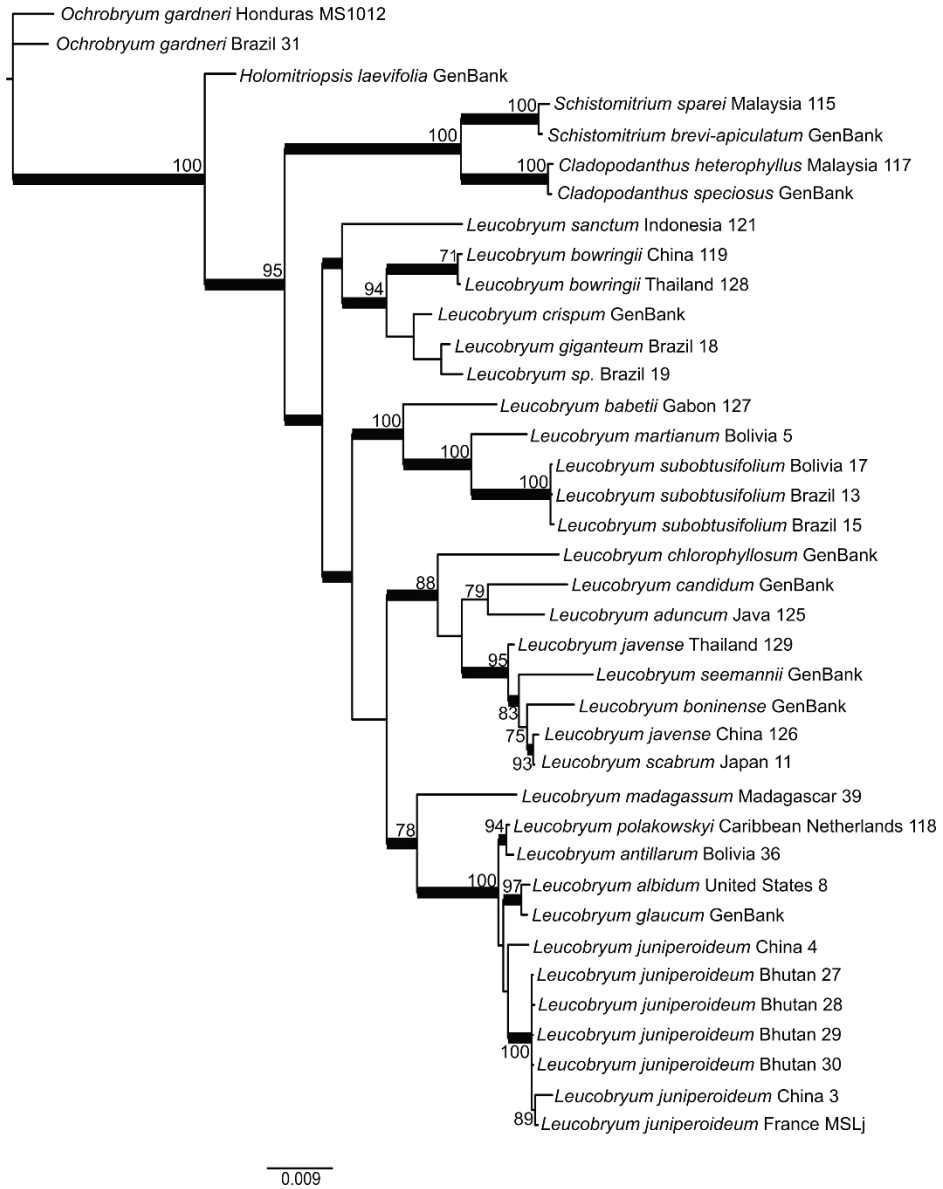 Ochrobryum gardneri Honduras MS1012
Ochrobryum gardneri Brazil 31
Holomitriopsis laevifolia GenBank
100 Schistomitrium sparei Malaysia 115
100 Schistomitrium brevi-apiculatum GenBank
100 100 Cladopodanthus heterophyllus Malaysia 117
Cladopodanthus speciosus GenBank
Leucobryum sanctum Indonesia 121
71 Leucobryum bowringii China 119
95 94 Leucobryum bowringii Thailand 128
Leucobryum crispum GenBank
Leucobryum giganteum Brazil 18
Leucobryum sp. Brazil 19
Leucobryum babetii Gabon 127
100 Leucobryum martianum Bolivia 5
100 Leucobryum subobtusifolium Bolivia 17
100 Leucobryum subobtusifolium Brazil 13
Leucobryum subobtusifolium Brazil 15
Leucobryum chlorophyllosum GenBank
88 79 Leucobryum candidum GenBank
Leucobryum aduncum Java 125
Leucobryum javense Thailand 129
95 Leucobryum seemannii GenBank
83 Leucobryum boninense GenBank
75 Leucobryum javense China 126
93 Leucobryum scabrum Japan 11
Leucobryum madagassum Madagascar 39
78 94 Leucobryum polakowskyi Caribbean Netherlands 118
Leucobryum antillarum Bolivia 36
100 97 Leucobryum albidum United States 8
Leucobryum glaucum GenBank
Leucobryum juniperoideum China 4
Leucobryum juniperoideum Bhutan 27
Leucobryum juniperoideum Bhutan 28
Leucobryum juniperoideum Bhutan 29
100 Leucobryum juniperoideum Bhutan 30
Leucobryum juniperoideum China 3
89 Leucobryum juniperoideum France MSLj
0.009